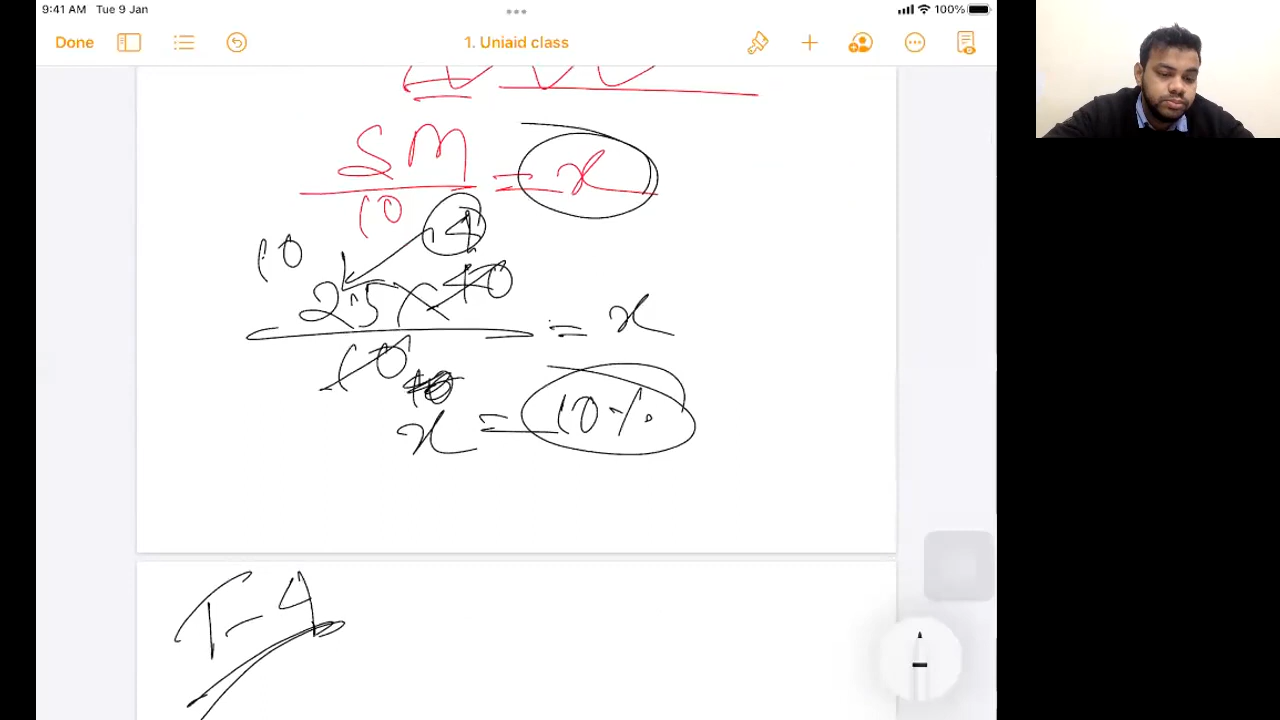 9:41 AM Tue 9 Jan 100%
Done 1. Uniaid class
SM
10
= x
4
10
25 × 40
10
= x
x = 10%
T-4